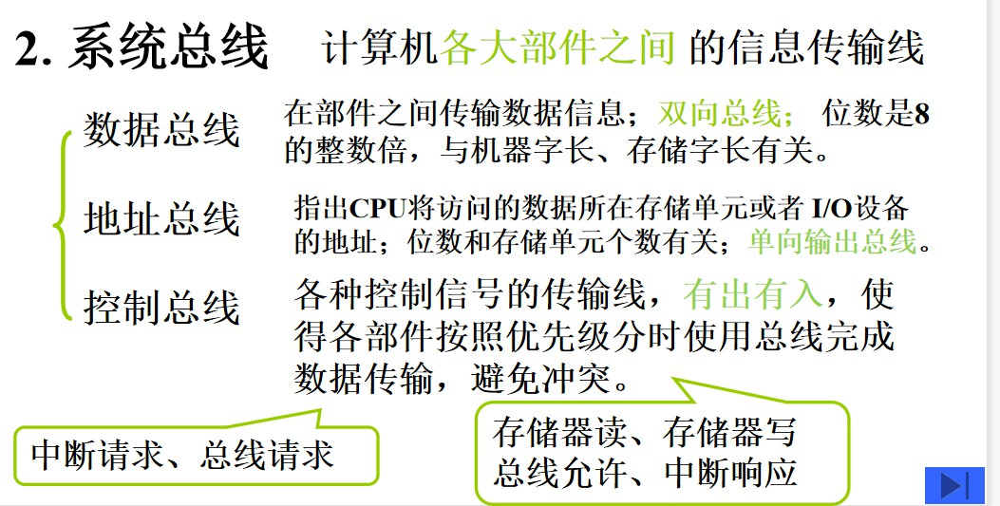 2. 系统总线 计算机各大部件之间 的信息传输线
数据总线
在部件之间传输数据信息；双向总线； 位数是8
的整数倍，与机器字长、存储字长有关。
地址总线
指出CPU将访问的数据所在存储单元或者 I/O设备
的地址；位数和存储单元个数有关；单向输出总线。
控制总线
各种控制信号的传输线，有出有入，使
得各部件按照优先级分时使用总线完成
数据传输，避免冲突。
中断请求、总线请求
存储器读、存储器写
总线允许、中断响应